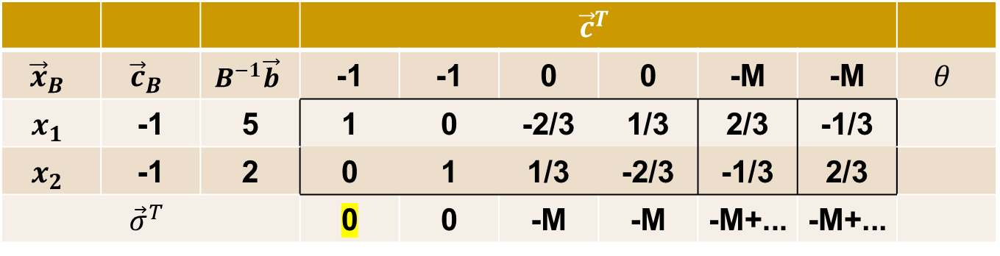 $\vec{c}^T$
$\vec{x}_B$ $\vec{c}_B$ $B^{-1}\vec{b}$ -1 -1 0 0 -M -M θ
$x_1$ -1 5 1 0 -2/3 1/3 2/3 -1/3
$x_2$ -1 2 0 1 1/3 -2/3 -1/3 2/3
$\vec{\sigma}^T$ 0 0 -M -M -M+... -M+...